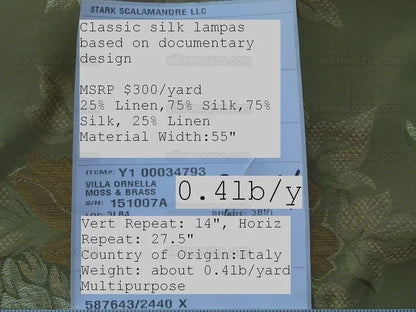 STARK SCALAMANDRE LLC
Classic silk lampas
based on documentary
design
MSRP $300/yard
25% Linen,75% Silk,75%
Silk, 25% Linen
Material Width:55"
ITEM#: Y1 00034793
VILLA ORNELLA
MOSS & BRASS
S/N: 151007A
0.4lb/y
LOC: 3LB4
Vert Repeat: 14", Horiz
Repeat: 27.5"
Country of Origin:Italy
Weight: about 0.4lb/yard
Multipurpose
587643/2440 X